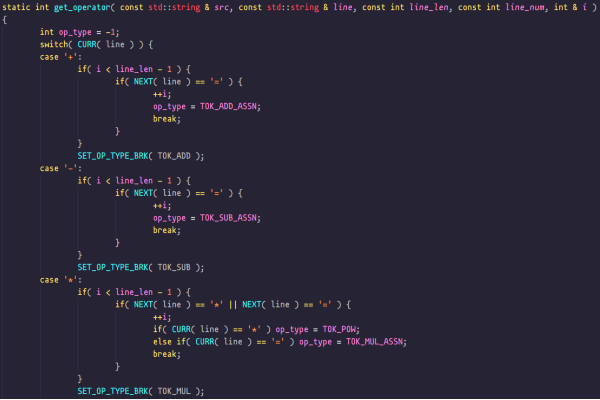 static int get_operator( const std::string & src, const std::string & line, const int line_len, const int line_num, int & i )
{
int op_type = -1;
switch( CURR( line ) ) {
case '+':
if( i < line_len - 1 ) {
if( NEXT( line ) == '=' ) {
++i;
op_type = TOK_ADD_ASSN;
break;
}
}
SET_OP_TYPE_BRK( TOK_ADD );
case '-':
if( i < line_len - 1 ) {
if( NEXT( line ) == '=' ) {
++i;
op_type = TOK_SUB_ASSN;
break;
}
}
SET_OP_TYPE_BRK( TOK_SUB );
case '*':
if( i < line_len - 1 ) {
if( NEXT( line ) == '*' || NEXT( line ) == '=' ) {
++i;
if( CURR( line ) == '*' ) op_type = TOK_POW;
else if( CURR( line ) == '=' ) op_type = TOK_MUL_ASSN;
break;
}
}
SET_OP_TYPE_BRK( TOK_MUL );